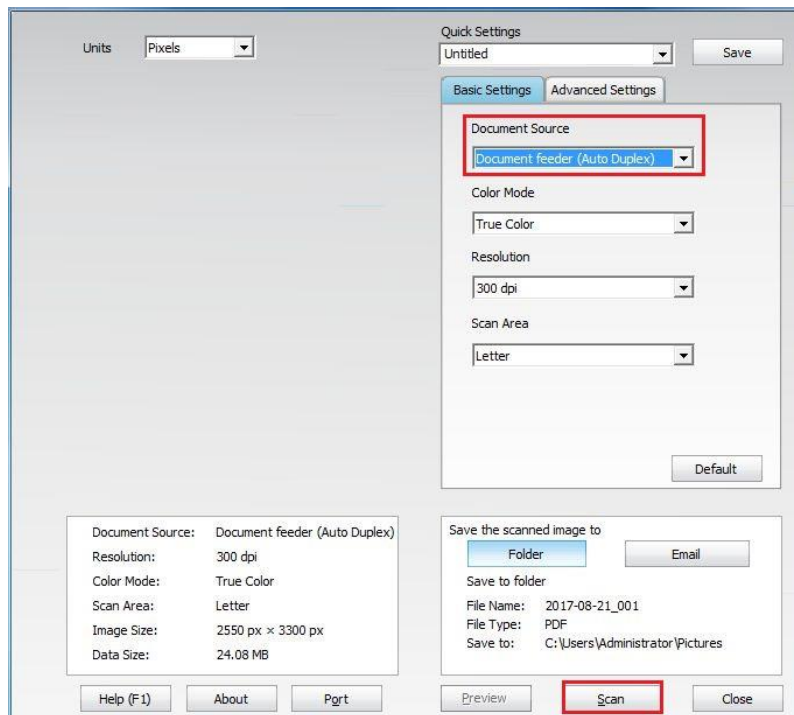 Units Pixels
Quick Settings
Untitled Save
Basic Settings Advanced Settings
Document Source
Document feeder (Auto Duplex)
Color Mode
True Color
Resolution
300 dpi
Scan Area
Letter
Default
Document Source: Document feeder (Auto Duplex)
Resolution: 300 dpi
Color Mode: True Color
Scan Area: Letter
Image Size: 2550 px × 3300 px
Data Size: 24.08 MB
Save the scanned image to
Folder Email
Save to folder
File Name: 2017-08-21_001
File Type: PDF
Save to: C:\Users\Administrator\Pictures
Help (F1) About Port
Preview Scan Close